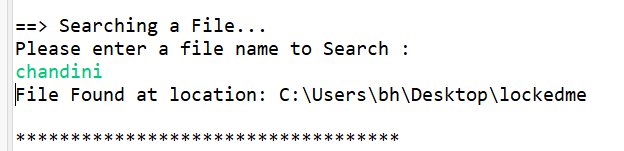 ==> Searching a File...
Please enter a file name to Search :
chandini
File Found at location: C:\Users\bh\Desktop\lockedme
***********************************